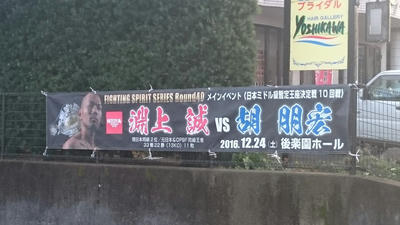 ブライダル
HAIR GALLERY
YOSHIKAWA
FIGHTING SPIRIT SERIES Round40
メインイベント(日本ミドル級暫定王座決定戦10回戦)
淵上 誠 VS 胡 朋宏
2016.12.24(土)後楽園ホール